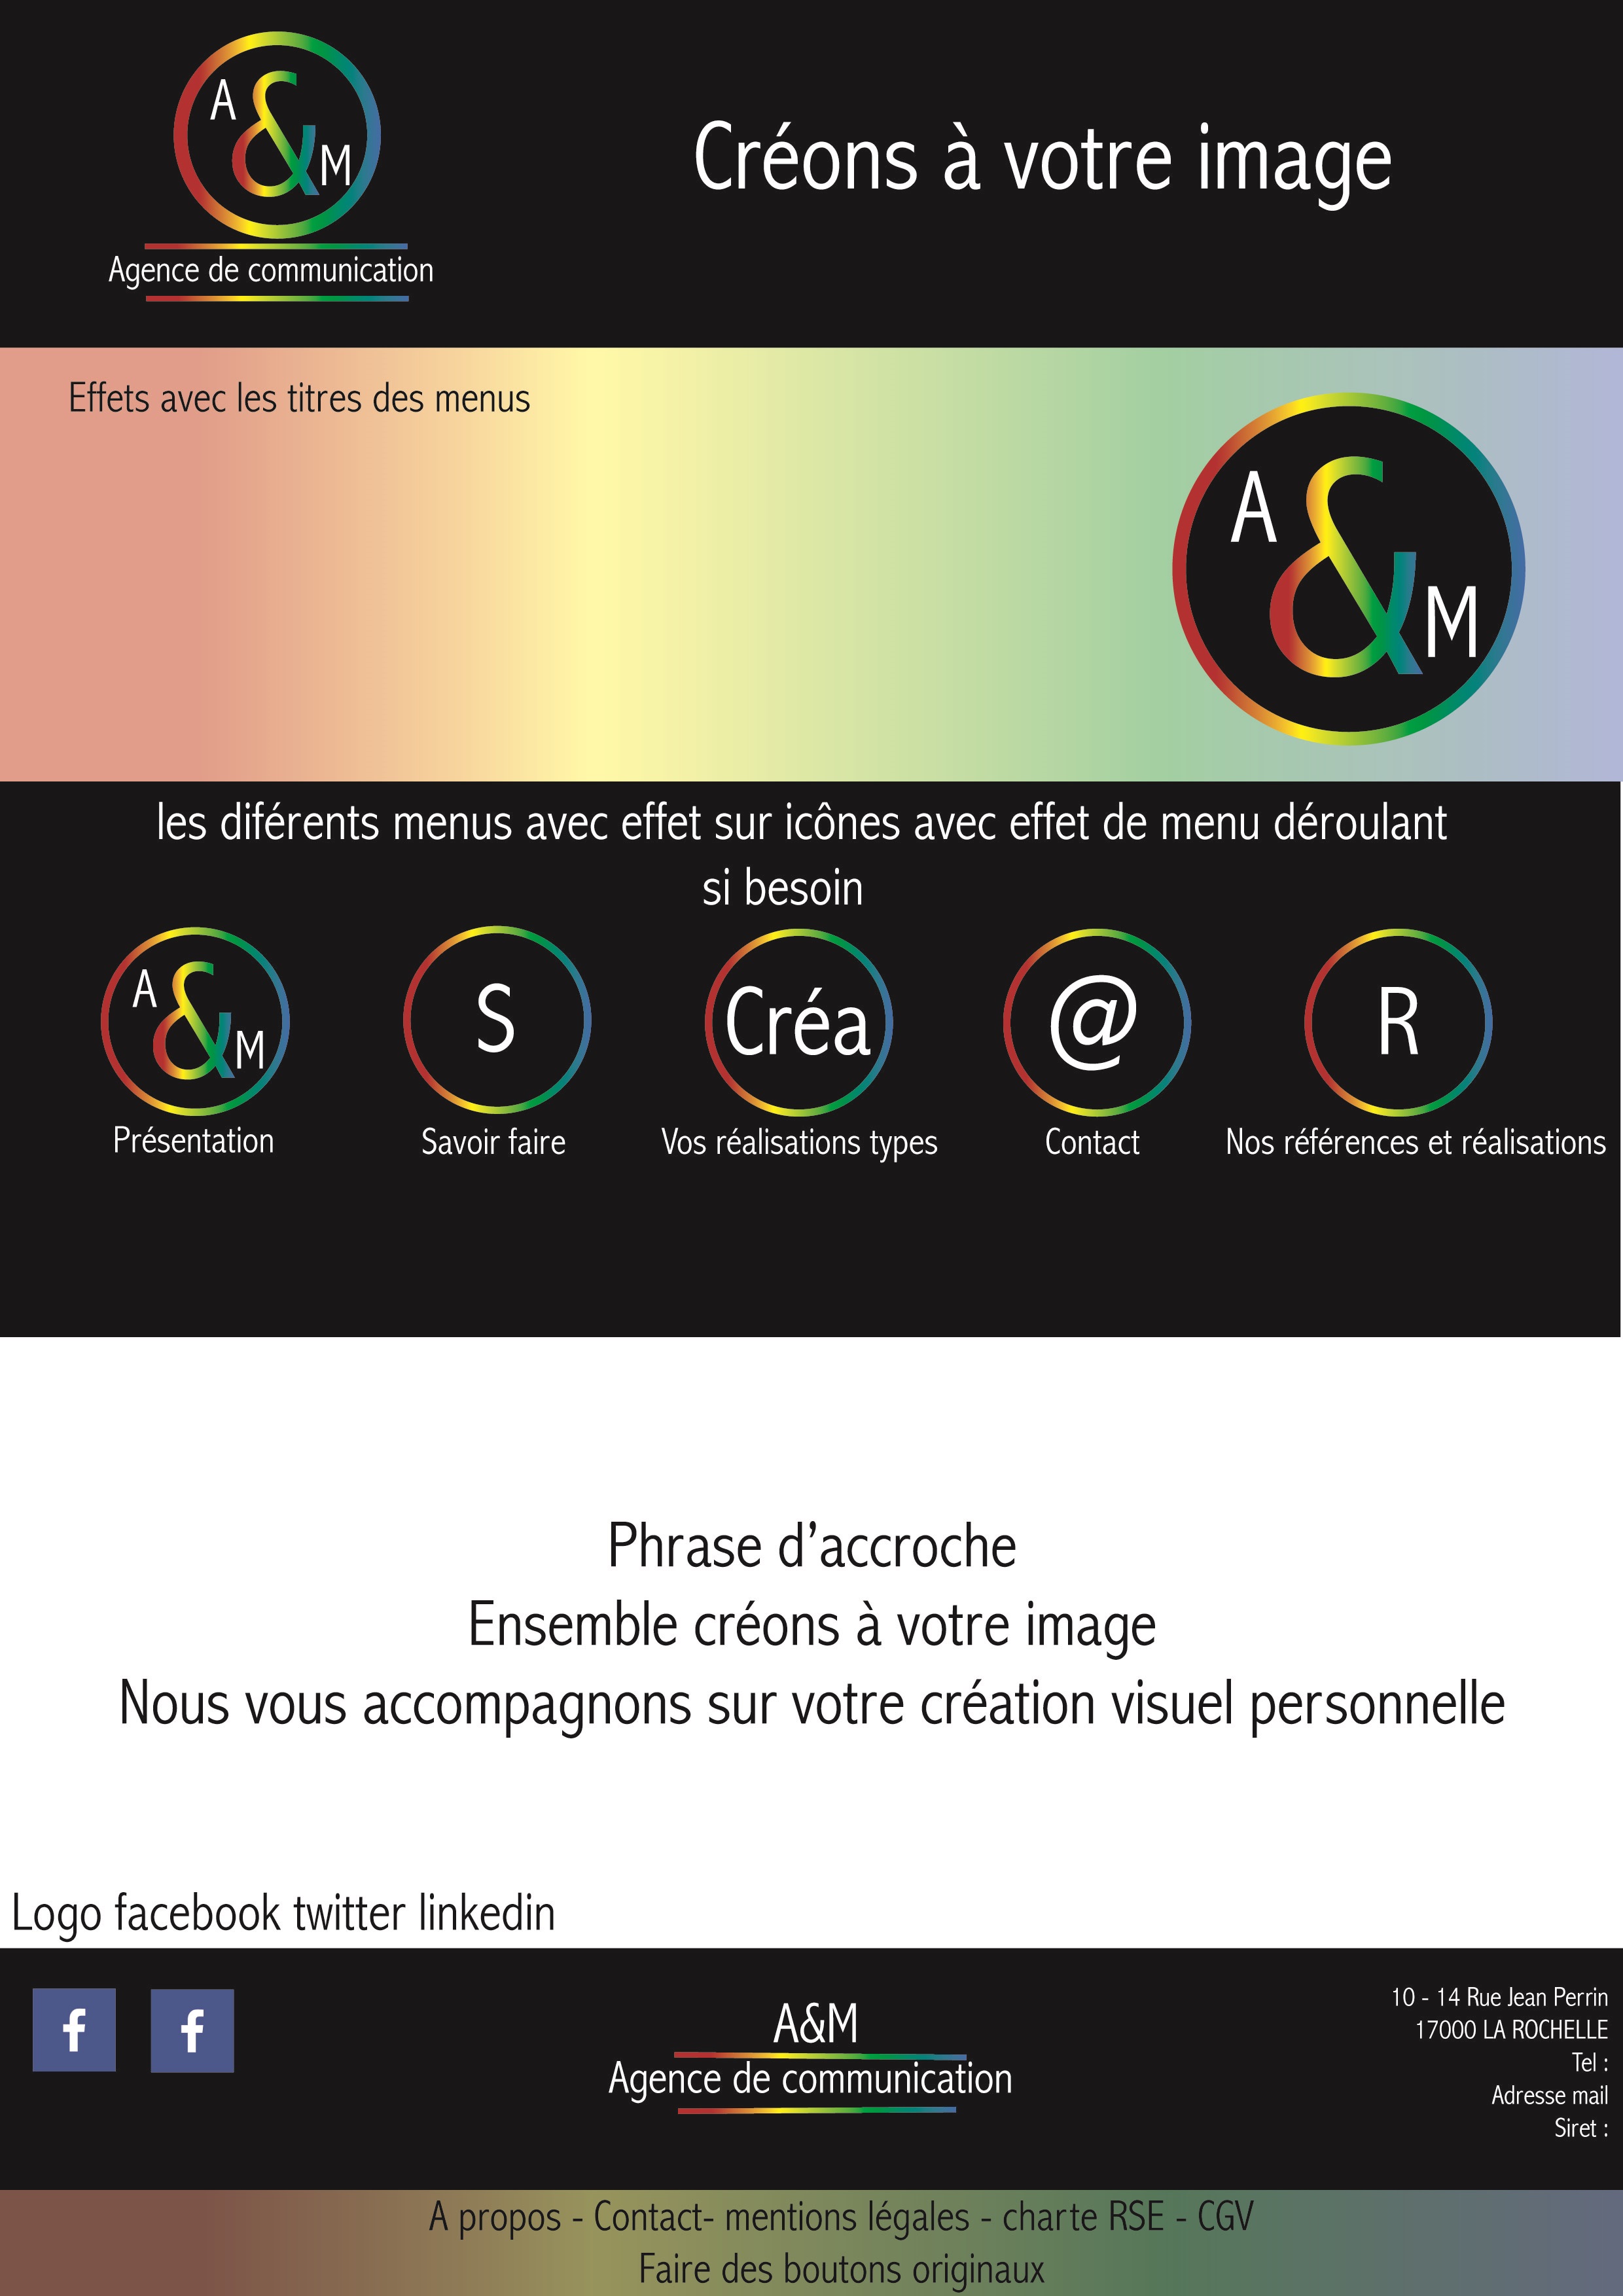 A & M
Agence de communication
Créons à votre image
Effets avec les titres des menus
A & M
les diférents menus avec effet sur icônes avec effet de menu déroulant
si besoin
A & M
S
Créa
@
R
Présentation
Savoir faire
Vos réalisations types
Contact
Nos références et réalisations
Phrase d’accroche
Ensemble créons à votre image
Nous vous accompagnons sur votre création visuel personnelle
Logo facebook twitter linkedin
f
f
A&M
Agence de communication
10 - 14 Rue Jean Perrin
17000 LA ROCHELLE
Tel :
Adresse mail
Siret :
A propos - Contact- mentions légales - charte RSE - CGV
Faire des boutons originaux